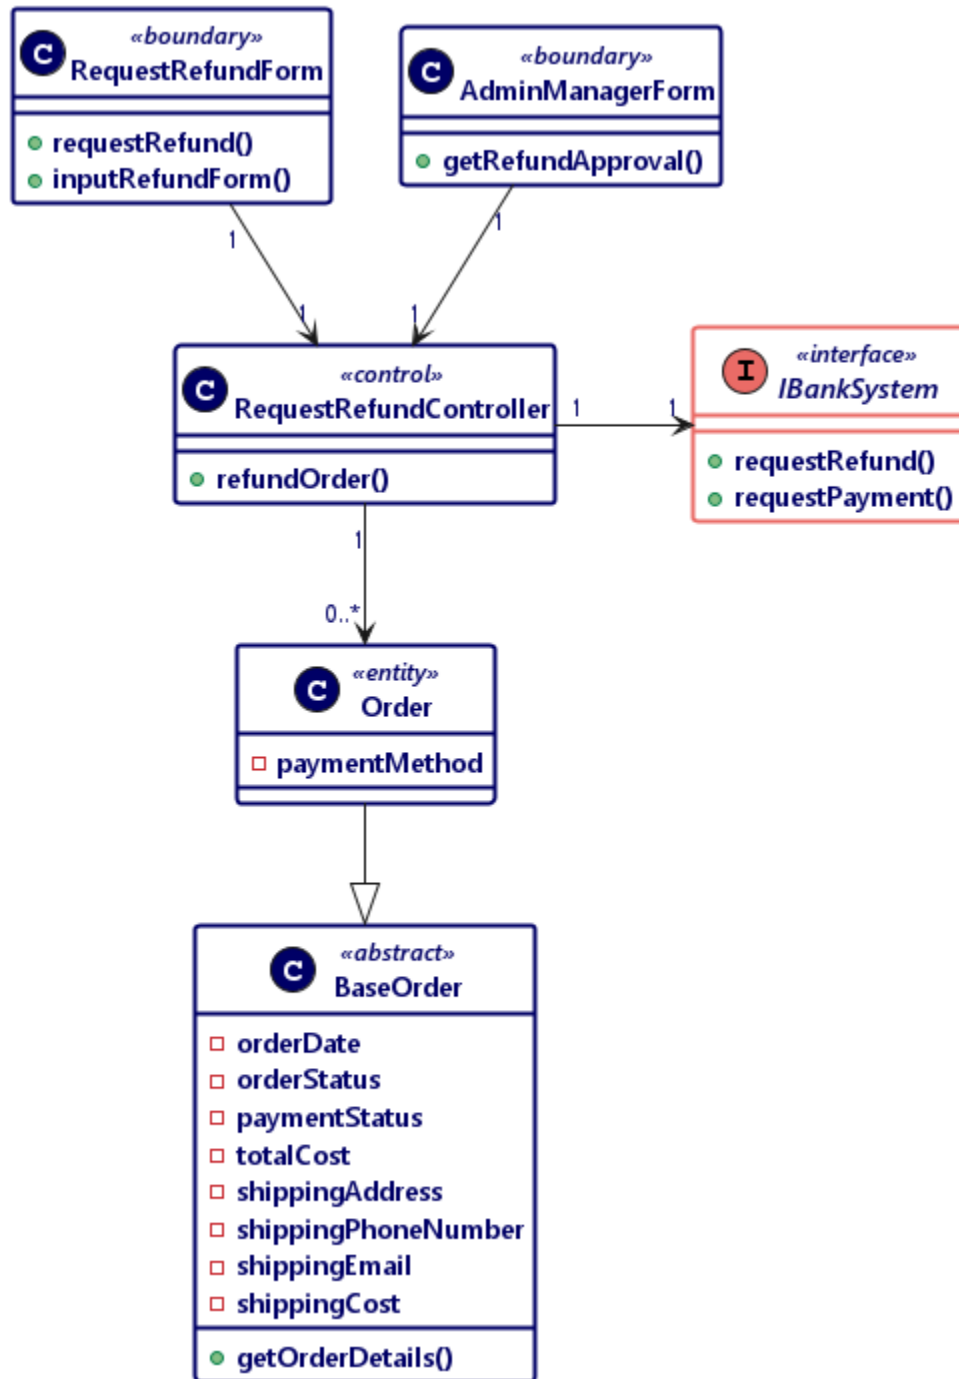 «boundary»
C RequestRefundForm
requestRefund()
inputRefundForm()
«boundary»
C AdminManagerForm
getRefundApproval()
1
1
1
1
«control»
C RequestRefundController
refundOrder()
1
1
«interface»
I IBankSystem
requestRefund()
requestPayment()
1
0..*
«entity»
C Order
paymentMethod
«abstract»
C BaseOrder
orderDate
orderStatus
paymentStatus
totalCost
shippingAddress
shippingPhoneNumber
shippingEmail
shippingCost
getOrderDetails()